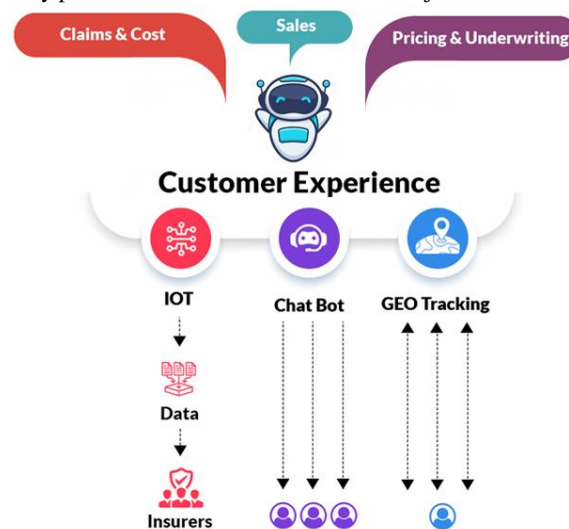 Claims & Cost
Sales
Pricing & Underwriting
Customer Experience
IOT
Chat Bot
GEO Tracking
Data
Insurers